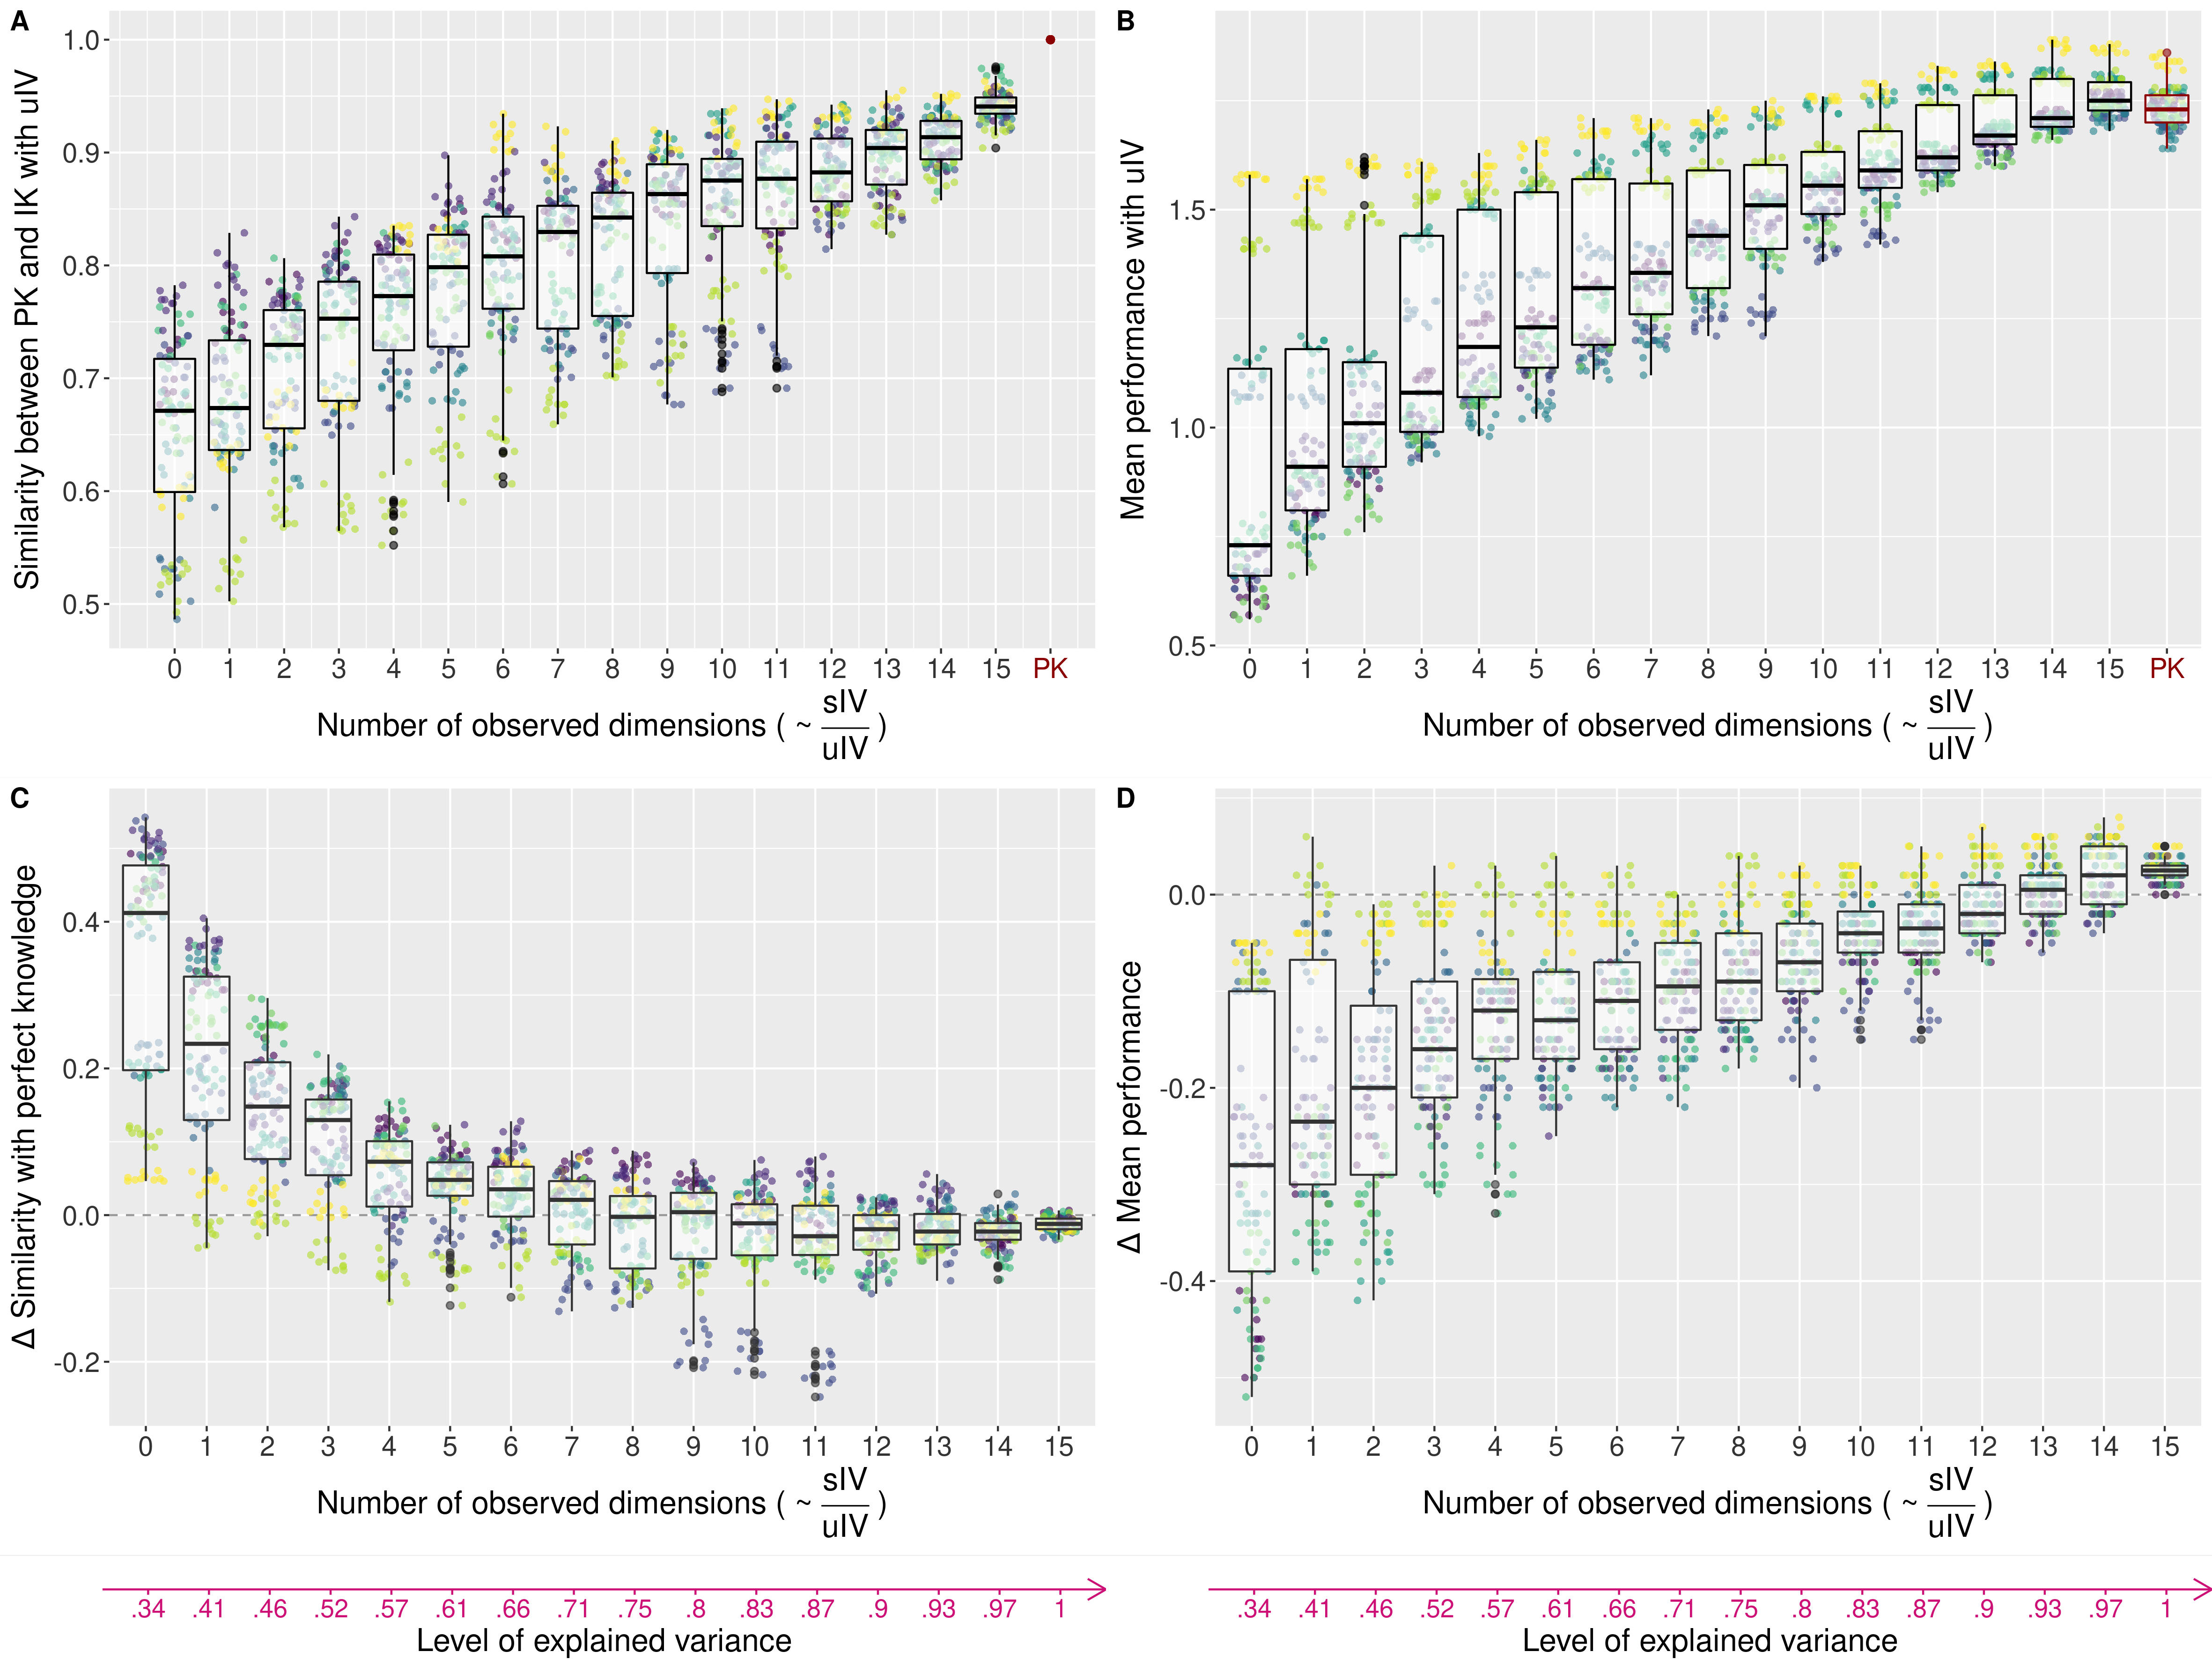 A
Similarity between PK and IK with uIV
1.0
0.9
0.8
0.7
0.6
0.5
0 1 2 3 4 5 6 7 8 9 10 11 12 13 14 15 PK
Number of observed dimensions ( ~ sIV
uIV )
B
Mean performance with uIV
1.5
1.0
0.5
0 1 2 3 4 5 6 7 8 9 10 11 12 13 14 15 PK
Number of observed dimensions ( ~ sIV
uIV )
C
Δ Similarity with perfect knowledge
0.4
0.2
0.0
-0.2
0 1 2 3 4 5 6 7 8 9 10 11 12 13 14 15
Number of observed dimensions ( ~ sIV
uIV )
D
Δ Mean performance
0.0
-0.2
-0.4
0 1 2 3 4 5 6 7 8 9 10 11 12 13 14 15
Number of observed dimensions ( ~ sIV
uIV )
.34 .41 .46 .52 .57 .61 .66 .71 .75 .8 .83 .87 .9 .93 .97 1
Level of explained variance
.34 .41 .46 .52 .57 .61 .66 .71 .75 .8 .83 .87 .9 .93 .97 1
Level of explained variance